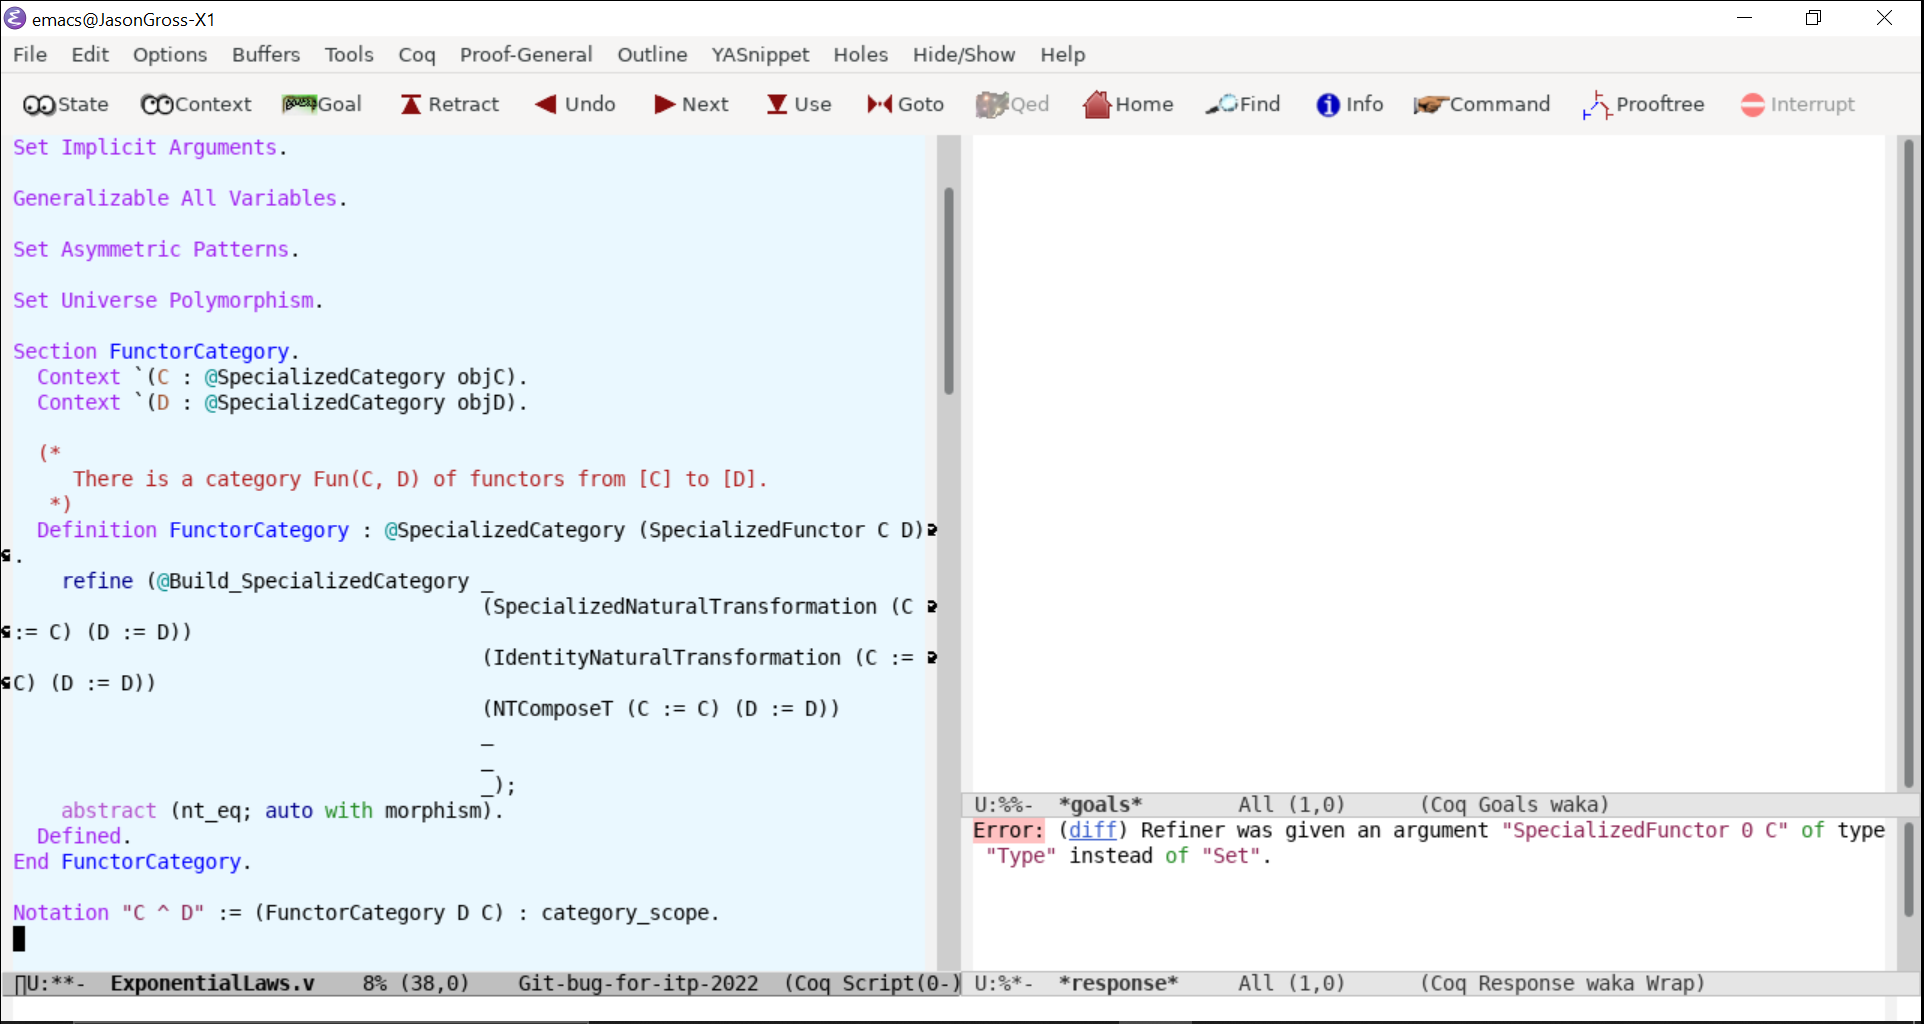 emacs@JasonGross-X1
File Edit Options Buffers Tools Coq Proof-General Outline YASnippet Holes Hide/Show Help
State Context Goal Retract Undo Next Use Goto Qed Home Find Info Command Prooftree Interrupt
Set Implicit Arguments.
Generalizable All Variables.
Set Asymmetric Patterns.
Set Universe Polymorphism.
Section FunctorCategory.
Context `(C : @SpecializedCategory objC).
Context `(D : @SpecializedCategory objD).
(*
There is a category Fun(C, D) of functors from [C] to [D].
*)
Definition FunctorCategory : @SpecializedCategory (SpecializedFunctor C D)
.
refine (@Build_SpecializedCategory _
(SpecializedNaturalTransformation (C
:= C) (D := D))
(IdentityNaturalTransformation (C :=
C) (D := D))
(NTComposeT (C := C) (D := D))
_
_
_);
abstract (nt_eq; auto with morphism).
Defined.
End FunctorCategory.
Notation "C ^ D" := (FunctorCategory D C) : category_scope.
U:**- ExponentialLaws.v 8% (38,0) Git-bug-for-itp-2022 (Coq Script(0-)
U:%%- *goals* All (1,0) (Coq Goals waka)
Error: (diff) Refiner was given an argument "SpecializedFunctor 0 C" of type
"Type" instead of "Set".
U:%*- *response* All (1,0) (Coq Response waka Wrap)